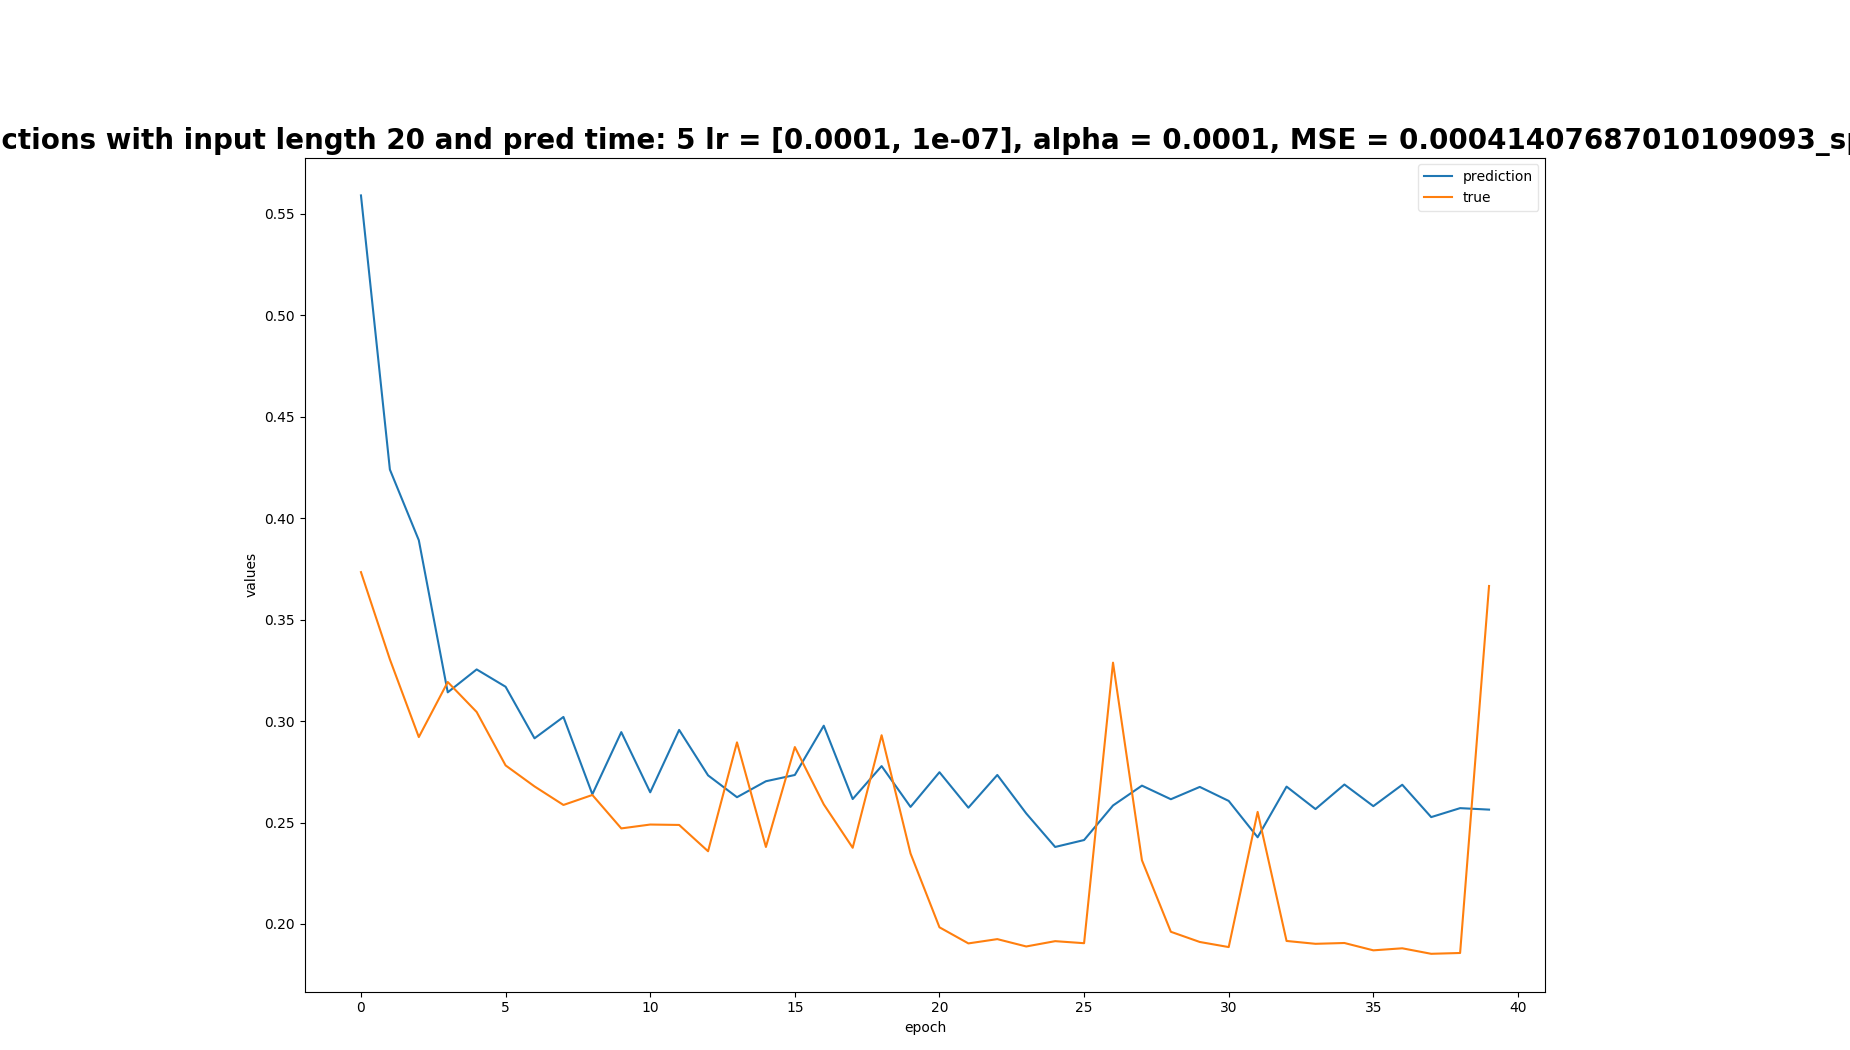 ctions with input length 20 and pred time: 5 lr = [0.0001, 1e-07], alpha = 0.0001, MSE = 0.00041407687010109093_sp
prediction
true
0.55
0.50
0.45
0.40
0.35
0.30
0.25
0.20
values
0 5 10 15 20 25 30 35 40
epoch